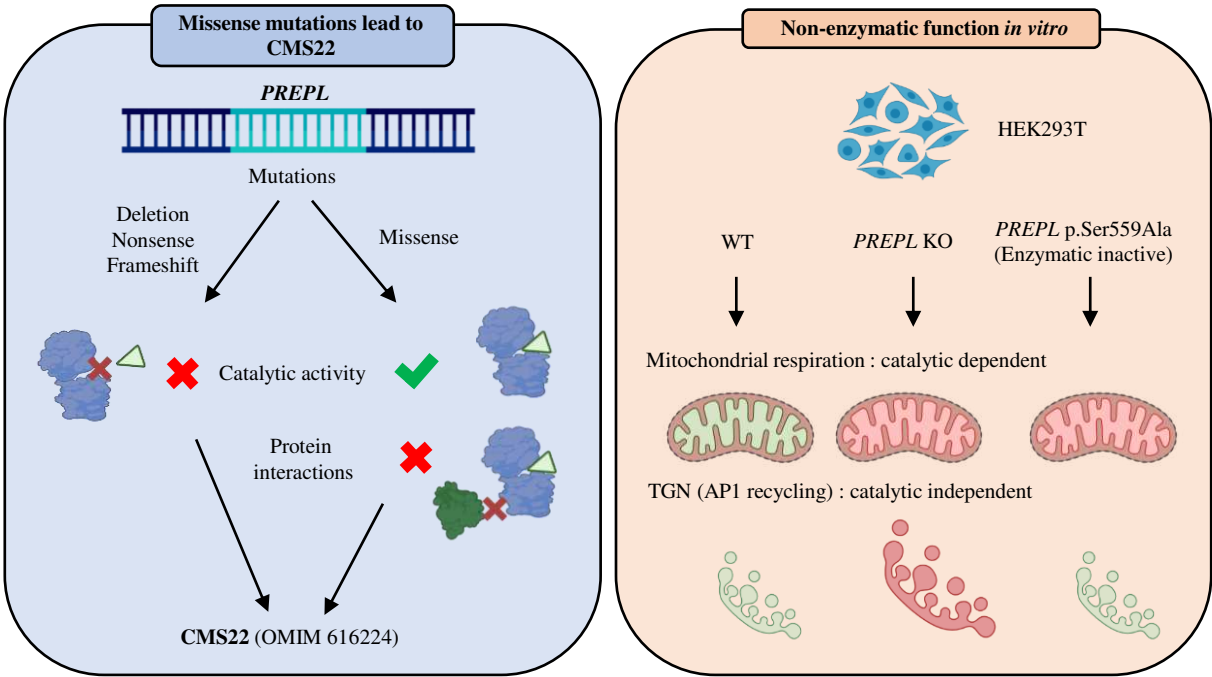 Missense mutations lead to
CMS22
PREPL
Mutations
Deletion
Nonsense
Frameshift
Missense
Catalytic activity
Protein
interactions
CMS22 (OMIM 616224)
Non-enzymatic function in vitro
HEK293T
WT
PREPL KO
PREPL p.Ser559Ala
(Enzymatic inactive)
Mitochondrial respiration : catalytic dependent
TGN (AP1 recycling) : catalytic independent